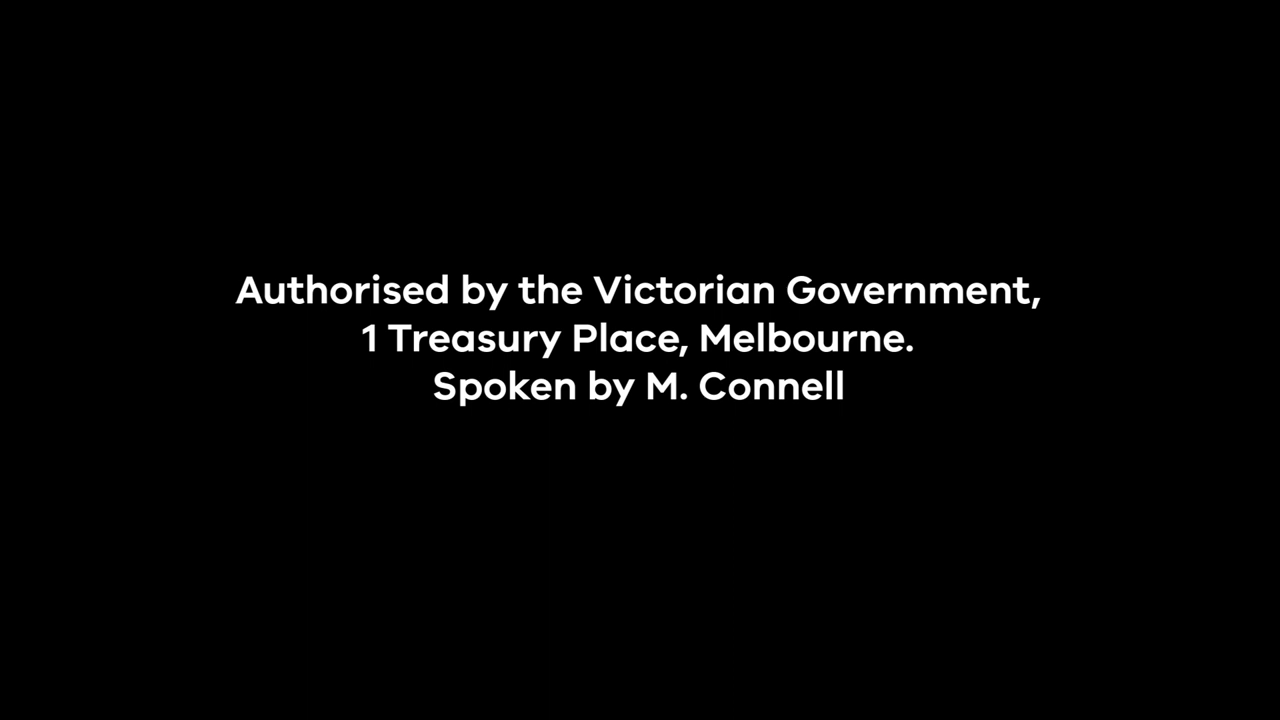 Authorised by the Victorian Government,
1 Treasury Place, Melbourne.
Spoken by M. Connell